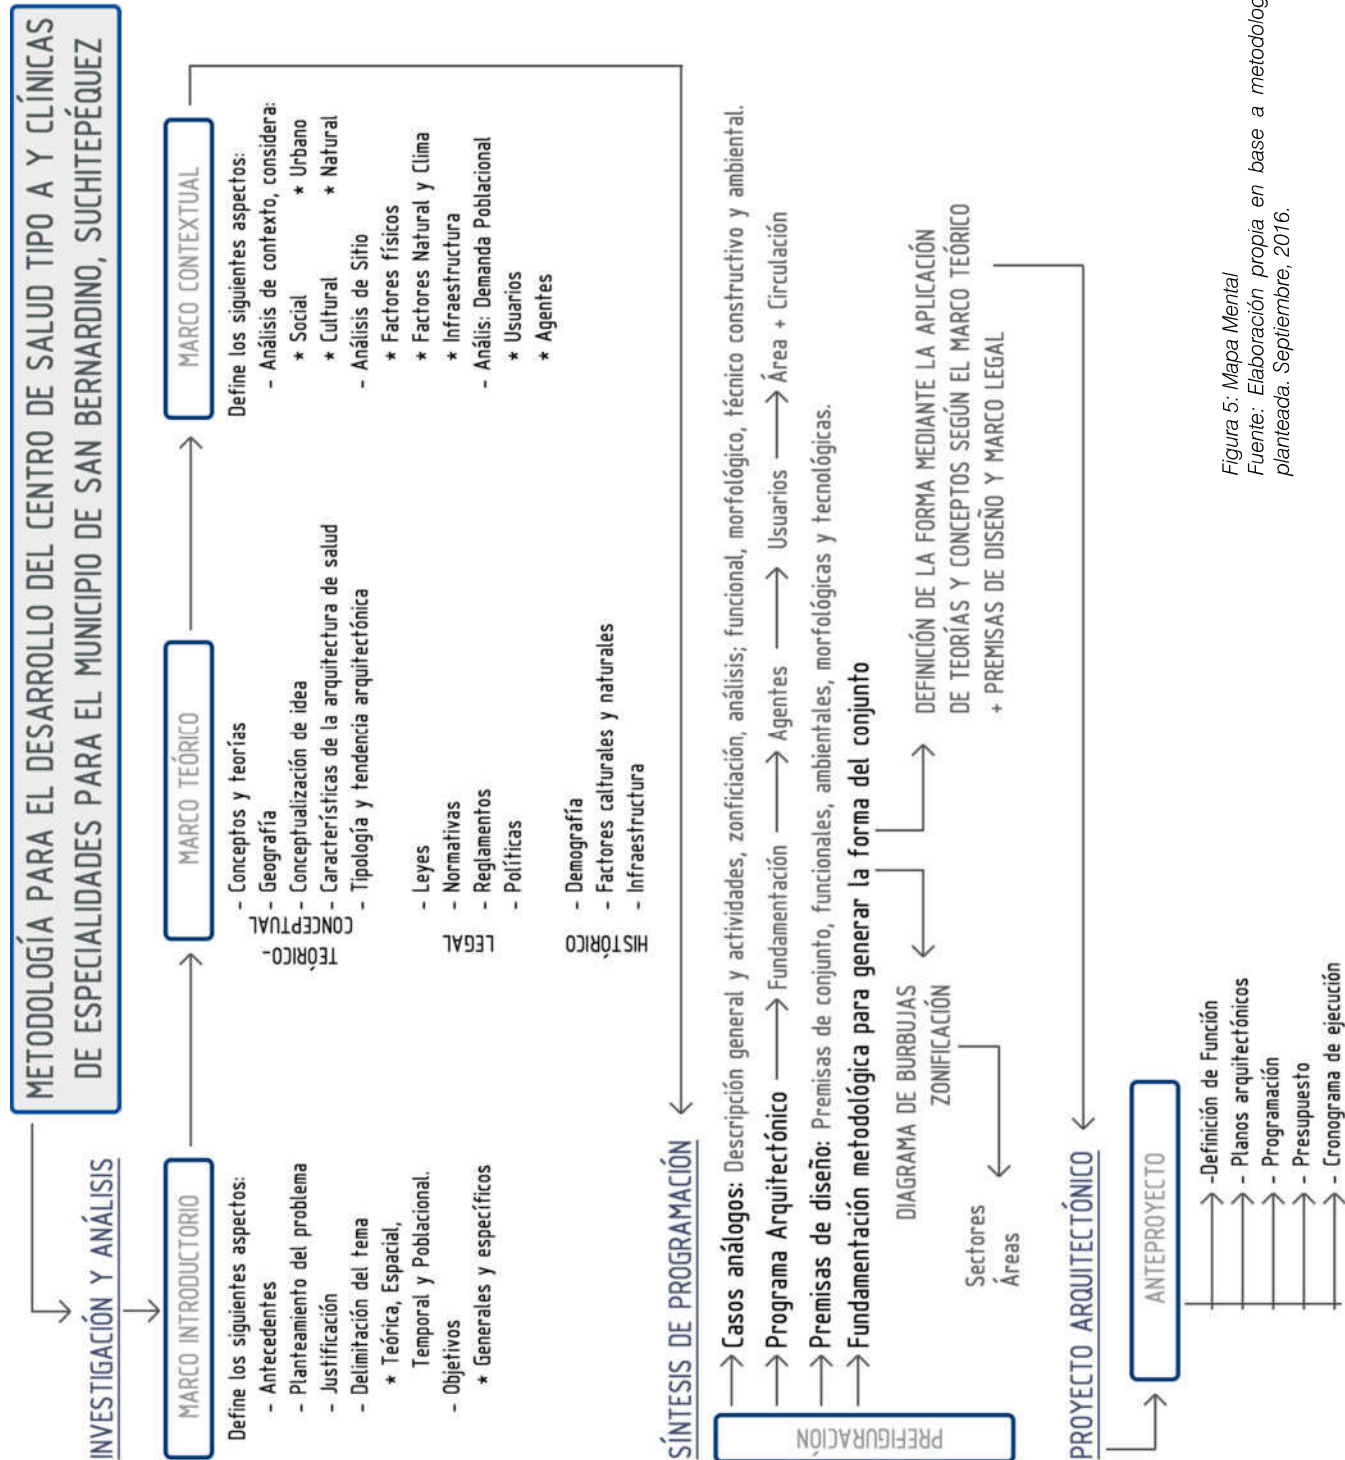 METODOLOGÍA PARA EL DESARROLLO DEL CENTRO DE SALUD TIPO A Y CLÍNICAS
DE ESPECIALIDADES PARA EL MUNICIPIO DE SAN BERNARDINO, SUCHITEPÉQUEZ
INVESTIGACIÓN Y ANÁLISIS
MARCO INTRODUCTORIO
Define los siguientes aspectos:
- Antecedentes
- Planteamiento del problema
- Justificación
- Delimitación del tema
* Teórica, Espacial,
Temporal y Poblacional.
- Objetivos
* Generales y específicos
MARCO TEÓRICO
TEÓRICO-
CONCEPTUAL
- Conceptos y teorías
- Geografía
- Conceptualización de idea
- Características de la arquitectura de salud
- Tipología y tendencia arquitectónica
LEGAL
- Leyes
- Normativas
- Reglamentos
- Políticas
HISTÓRICO
- Demografía
- Factores calturales y naturales
- Infraestructura
MARCO CONTEXTUAL
Define los siguientes aspectos:
- Análisis de contexto, considera:
* Social * Urbano
* Cultural * Natural
- Análisis de Sitio
* Factores físicos
* Factores Natural y Clima
* Infraestructura
- Anális: Demanda Poblacional
* Usuarios
* Agentes
SÍNTESIS DE PROGRAMACIÓN
PREFIGURACIÓN
Casos análogos: Descripción general y actividades, zonficiación, análisis; funcional, morfológico, técnico constructivo y ambiental.
Programa Arquitectónico Fundamentación Agentes Usuarios Área + Circulación
Premisas de diseño: Premisas de conjunto, funcionales, ambientales, morfológicas y tecnológicas.
Fundamentación metodológica para generar la forma del conjunto
DIAGRAMA DE BURBUJAS
ZONIFICACIÓN
Sectores
Áreas
DEFINICIÓN DE LA FORMA MEDIANTE LA APLICACIÓN
DE TEORÍAS Y CONCEPTOS SEGÚN EL MARCO TEÓRICO
+ PREMISAS DE DISEÑO Y MARCO LEGAL
PROYECTO ARQUITECTÓNICO
ANTEPROYECTO
-Definición de Función
- Planos arquitectónicos
- Programación
- Presupuesto
- Cronograma de ejecución
Figura 5: Mapa Mental
Fuente: Elaboración propia en base a
planteada. Septiembre, 2016.